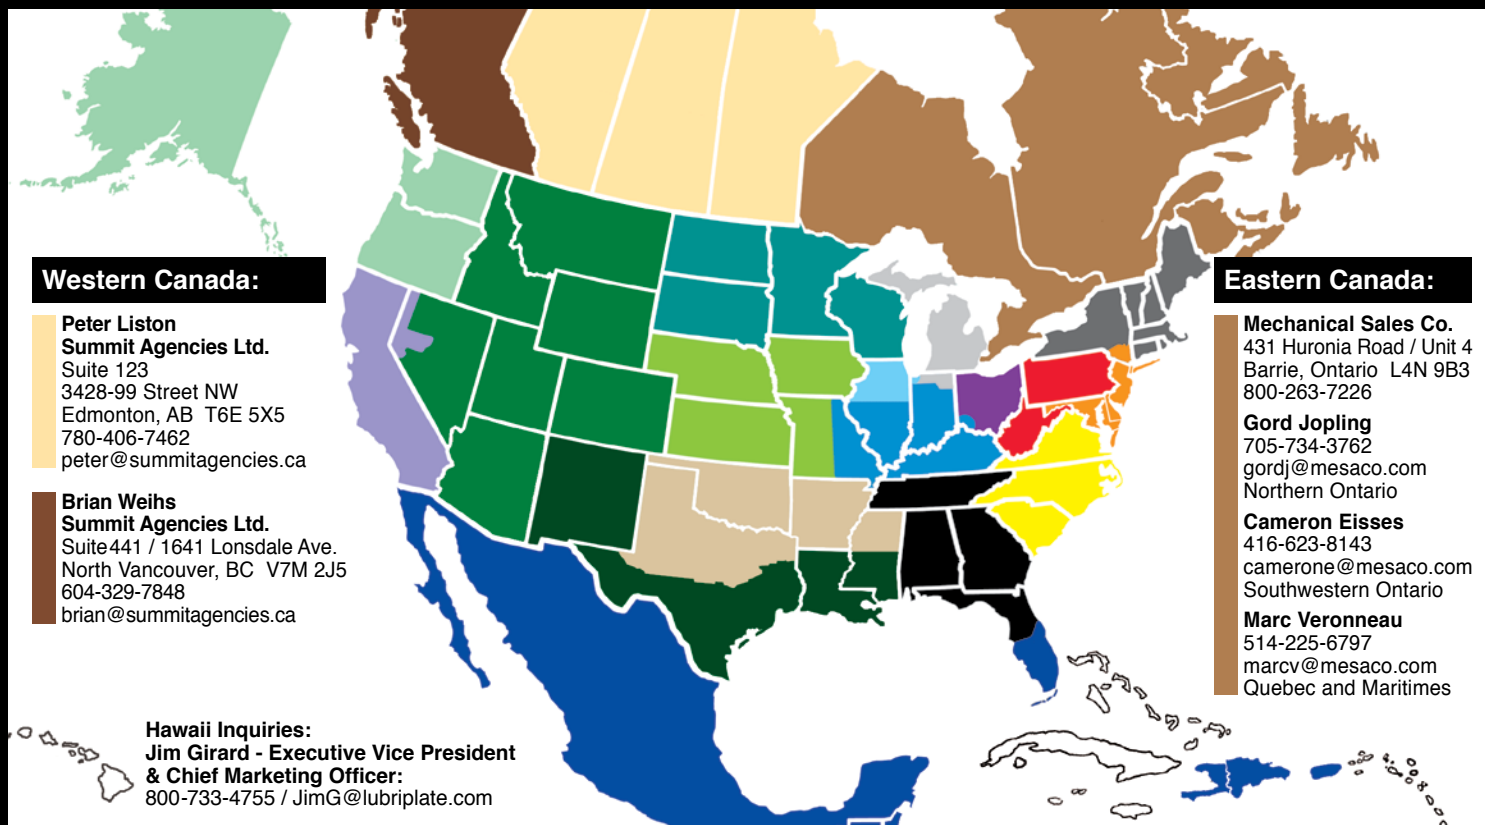 Western Canada:
Peter Liston
Summit Agencies Ltd.
Suite 123
3428-99 Street NW
Edmonton, AB  T6E 5X5
780-406-7462
peter@summitagencies.ca
Brian Weihs
Summit Agencies Ltd.
Suite441 / 1641 Lonsdale Ave.
North Vancouver, BC  V7M 2J5
604-329-7848
brian@summitagencies.ca
Hawaii Inquiries:
Jim Girard - Executive Vice President
& Chief Marketing Officer:
800-733-4755 / JimG@lubriplate.com
Eastern Canada:
Mechanical Sales Co.
431 Huronia Road / Unit 4
Barrie, Ontario  L4N 9B3
800-263-7226
Gord Jopling
705-734-3762
gordj@mesaco.com
Northern Ontario
Cameron Eisses
416-623-8143
camerone@mesaco.com
Southwestern Ontario
Marc Veronneau
514-225-6797
marcv@mesaco.com
Quebec and Maritimes